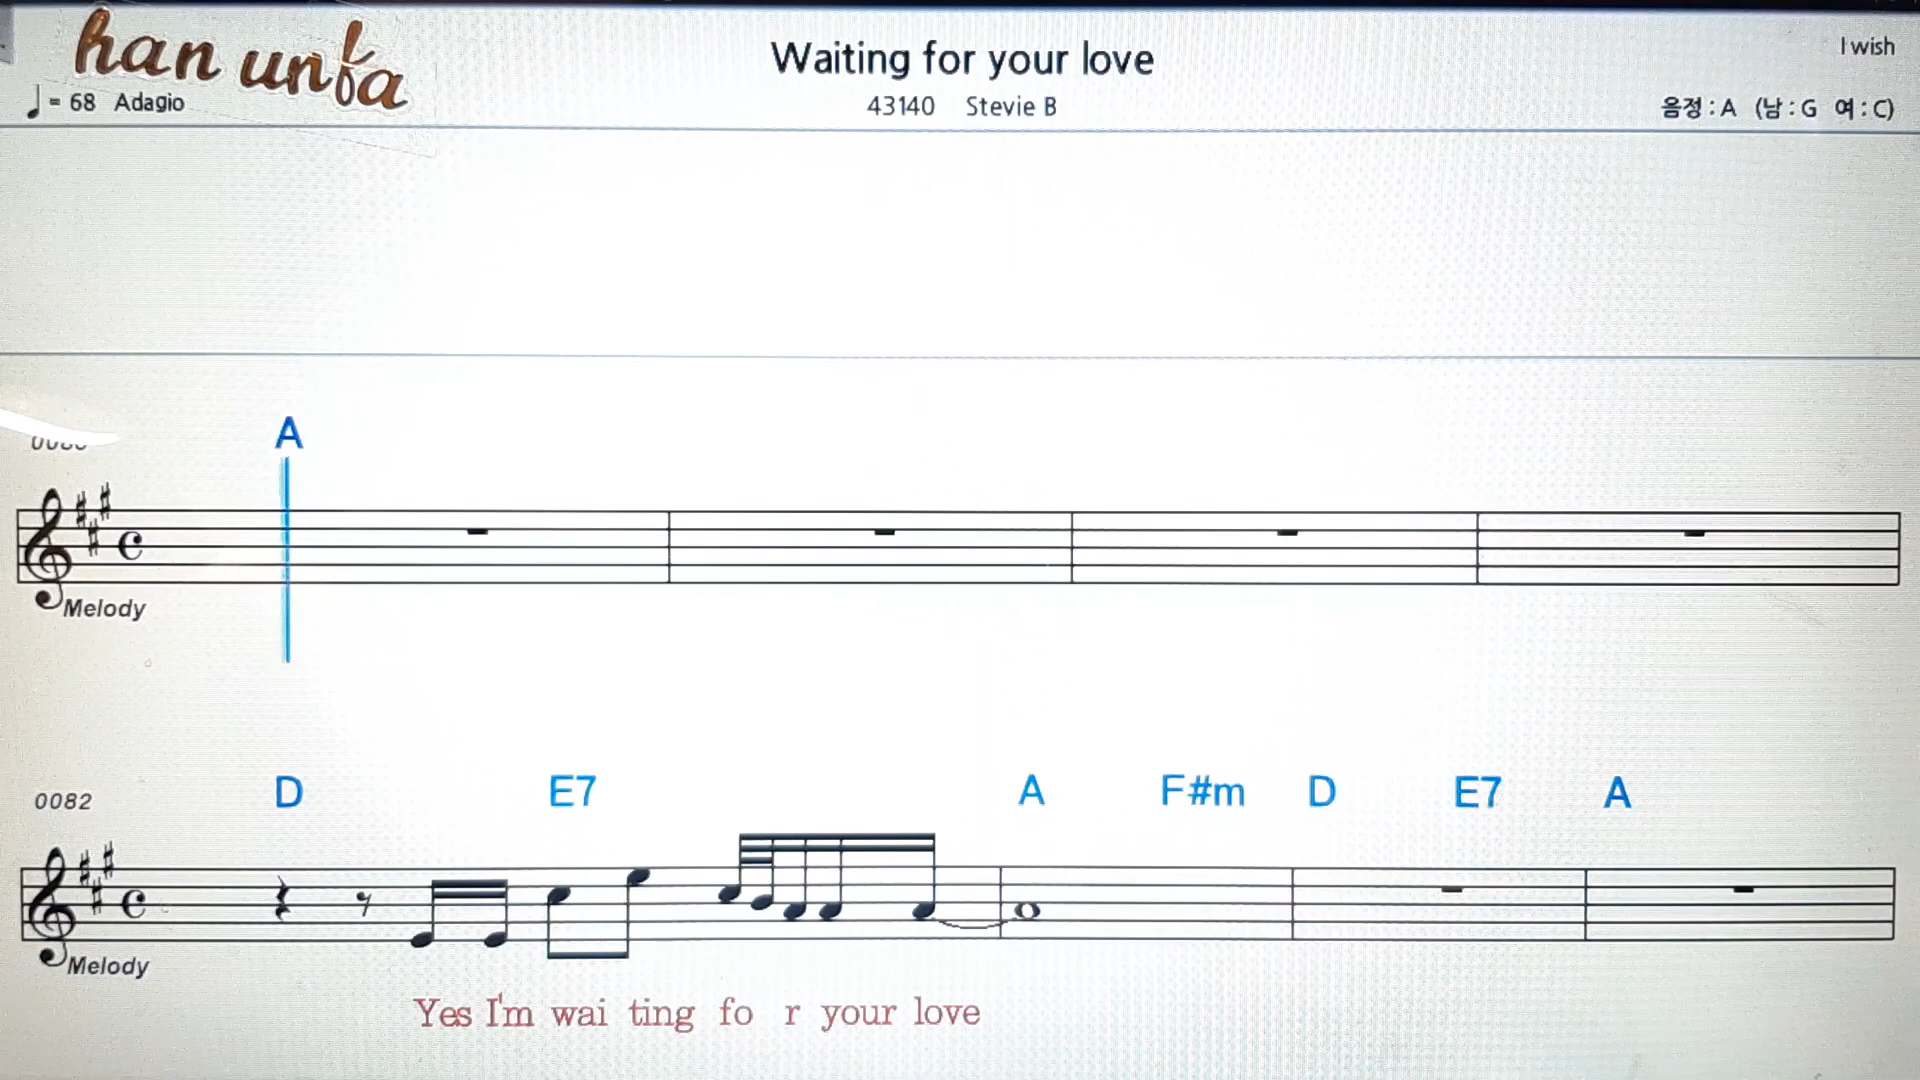 han unfa
Waiting for your love
I wish
= 68 Adagio
43140 Stevie B
음정 : A (남 : G 여 : C)
A
Melody
0082 D E7 A F#m D E7 A
Melody
Yes I'm wai ting fo r your love